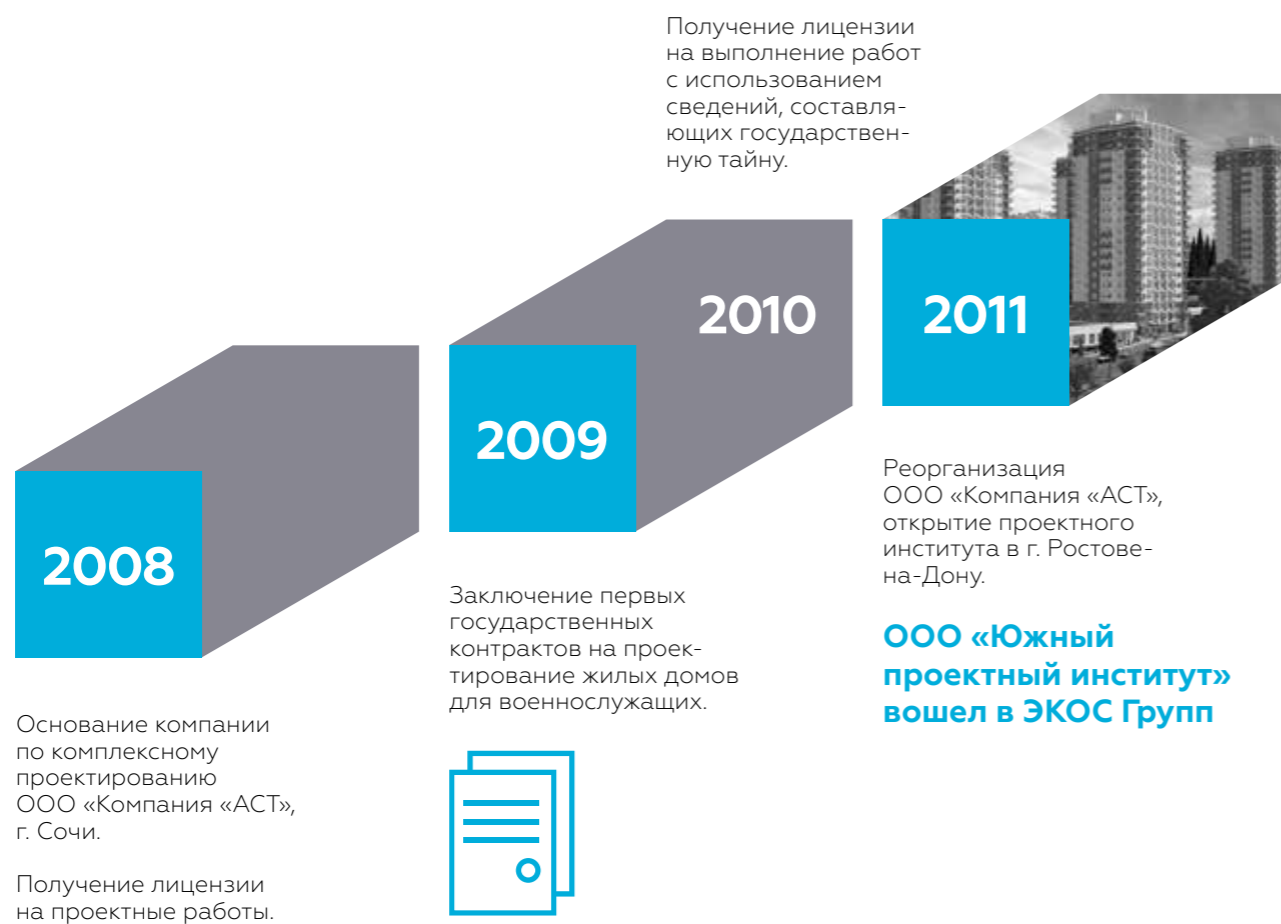 2008
Основание компании
по комплексному
проектированию
ООО «Компания «АСТ»,
г. Сочи.
Получение лицензии
на проектные работы.
2009
Заключение первых
государственных
контрактов на проек-
тирование жилых домов
для военнослужащих.
2010
Получение лицензии
на выполнение работ
с использованием
сведений, составля-
ющих государствен-
ную тайну.
2011
Реорганизация
ООО «Компания «АСТ»,
открытие проектного
института в г. Ростове-
на-Дону.
ООО «Южный
проектный институт»
вошел в ЭКОС Групп